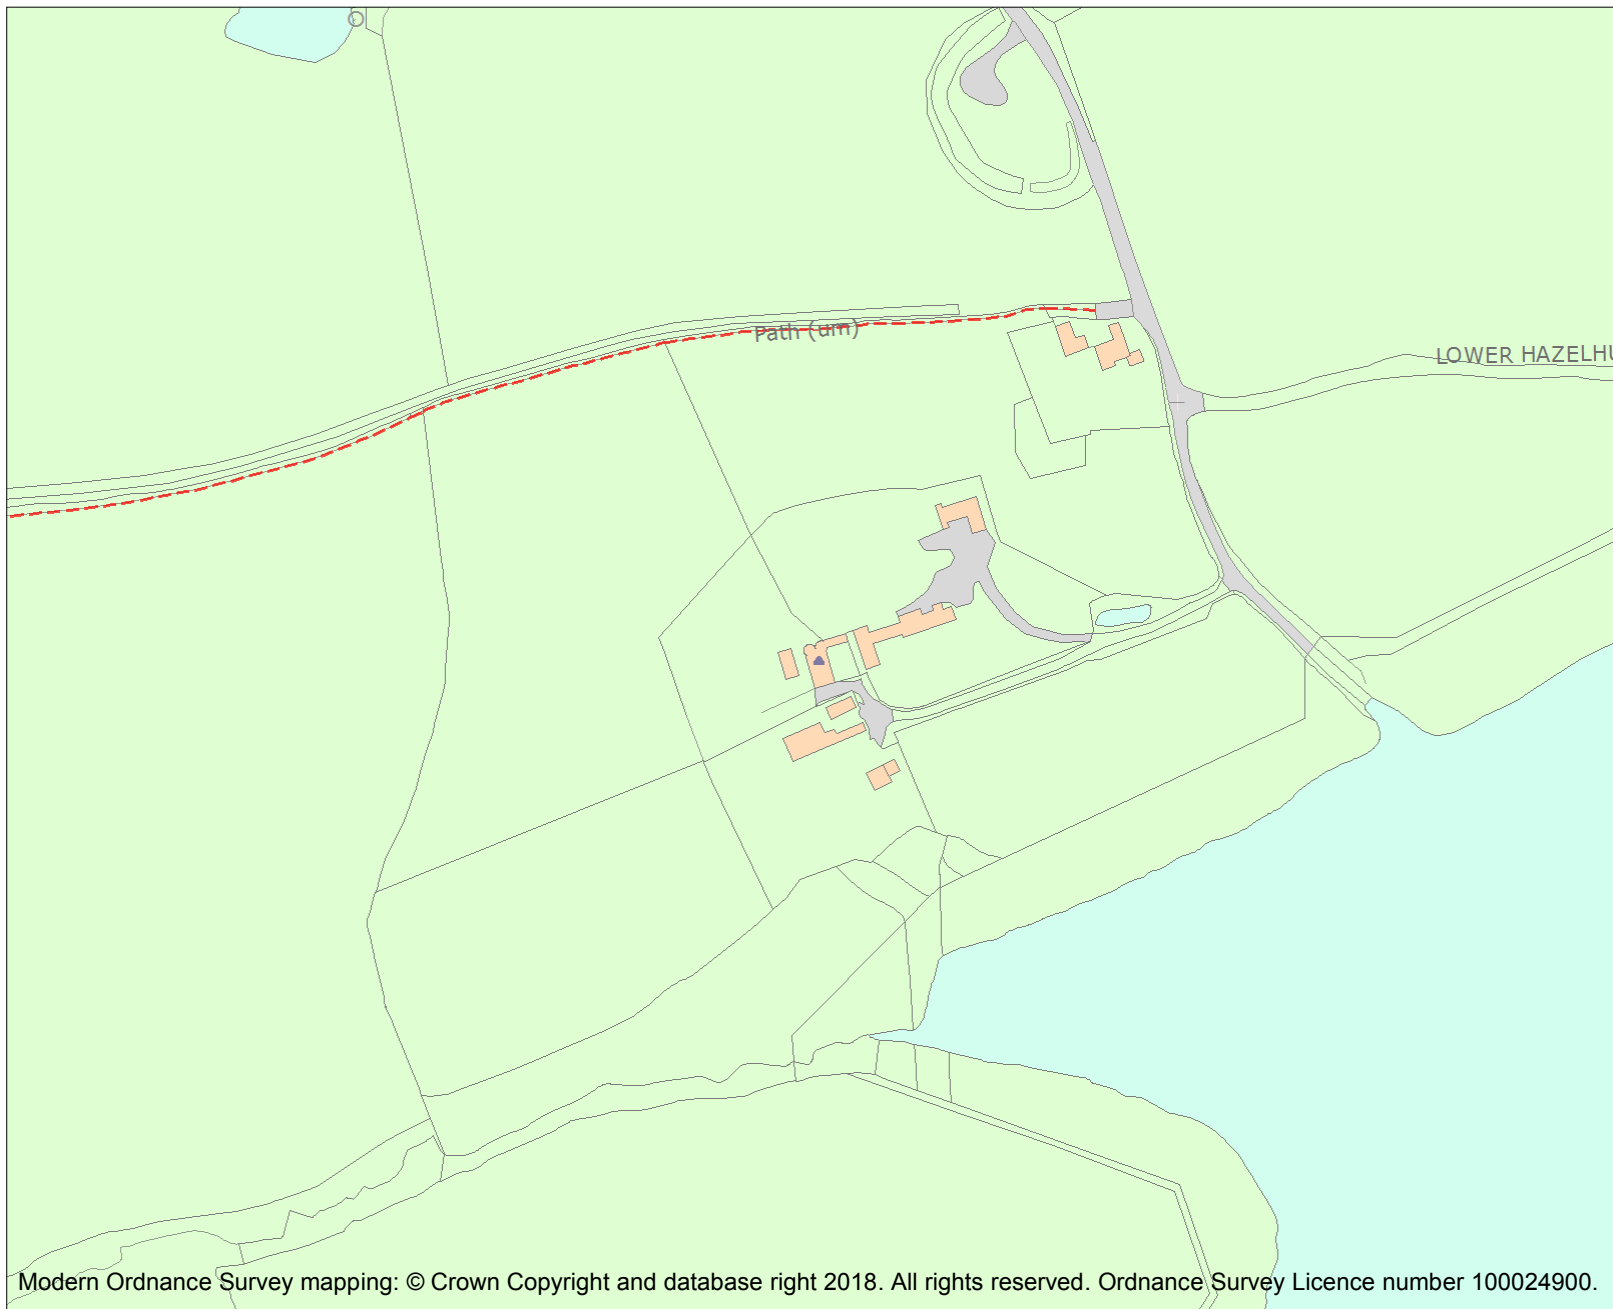 Path (um)
LOWER HAZELHU
Modern Ordnance Survey mapping: © Crown Copyright and database right 2018. All rights reserved. Ordnance Survey Licence number 100024900.